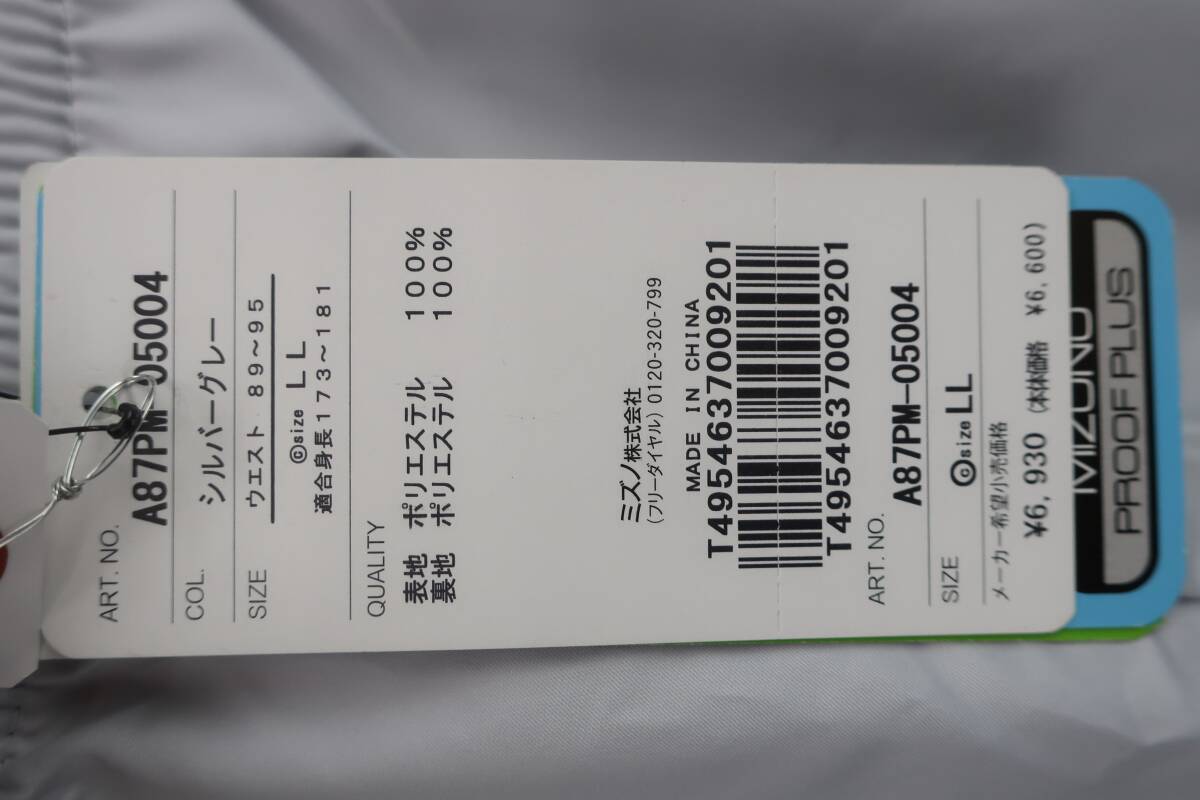 ART. NO.
A87PM-05004
COL.
シルバーグレー
SIZE
ウエスト 89~95
©size LL
適合身長173~181
QUALITY
表地 ポリエステル 100%
裏地 ポリエステル 100%
ミズノ株式会社
(フリーダイヤル) 0120-320-799
MADE IN CHINA
T4954637009201
T4954637009201
ART. NO.
A87PM-05004
SIZE
©size LL
メーカー希望小売価格
¥6,930 (本体価格 ¥6,600)
MIZUNO
PROOF PLUS